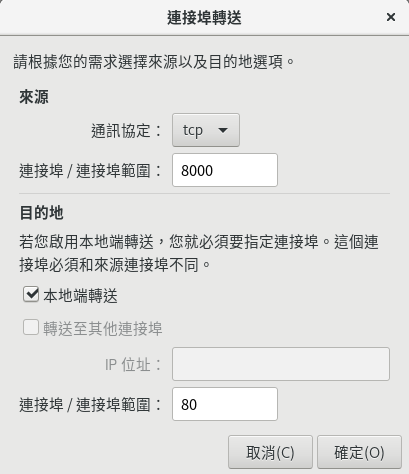 連接埠轉送
請根據您的需求選擇來源以及目的地選項。
來源
通訊協定： tcp
連接埠 / 連接埠範圍： 8000
目的地
若您啟用本地端轉送，您就必須要指定連接埠。這個連
接埠必須和來源連接埠不同。
本地端轉送
轉送至其他連接埠
IP 位址：
連接埠 / 連接埠範圍： 80
取消(C) 確定(O)